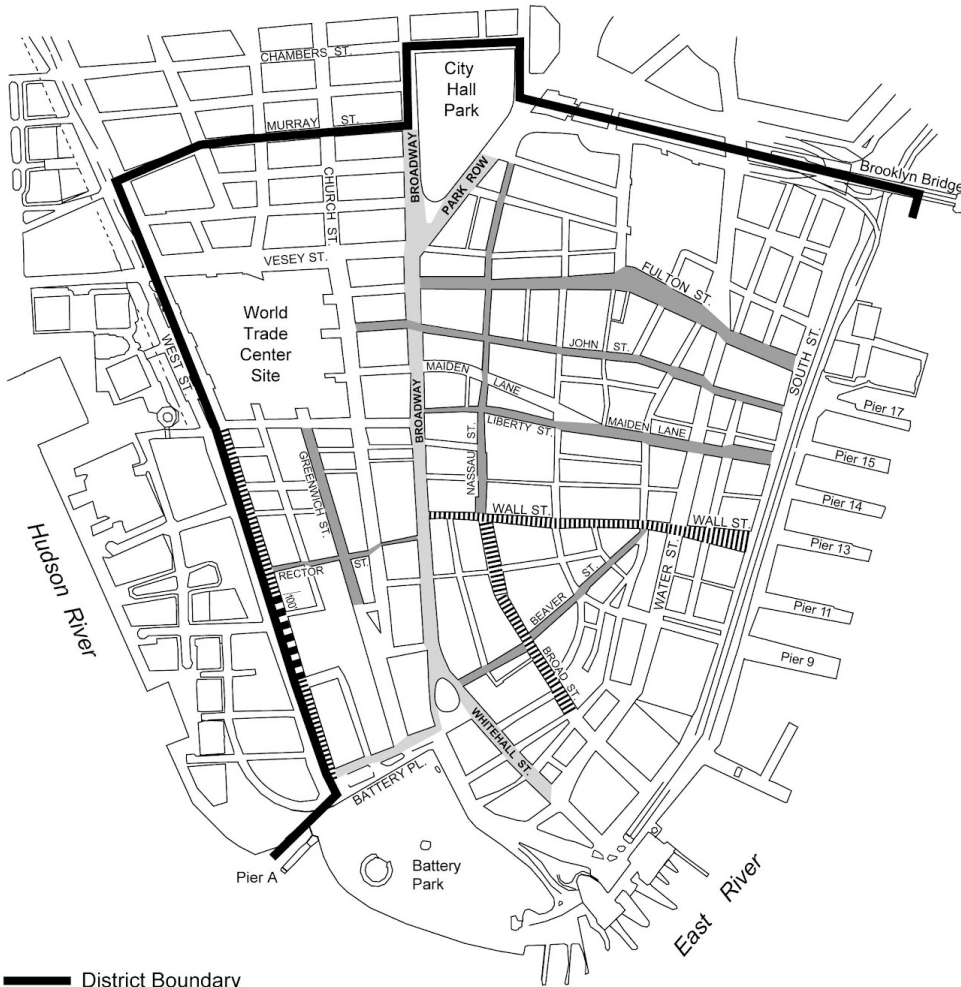 CHAMBERS ST.
City
Hall
Park
MURRAY ST.
BROADWAY
PARK ROW
Brooklyn Bridge
CHURCH ST.
VESEY ST.
FULTON ST.
World
Trade
Center
Site
WEST ST.
JOHN ST.
SOUTH ST.
MAIDEN LANE
BROADWAY
Pier 17
LIBERTY ST.
MAIDEN LANE
NASSAU ST.
GREENWICH ST.
Pier 15
Pier 14
WALL ST.
WALL ST.
Pier 13
Hudson River
RECTOR ST.
100'
BEAVER ST.
WATER ST.
Pier 11
BROAD ST.
Pier 9
WHITEHALL ST.
BATTERY PL.
Pier A
Battery
Park
East River
District Boundary